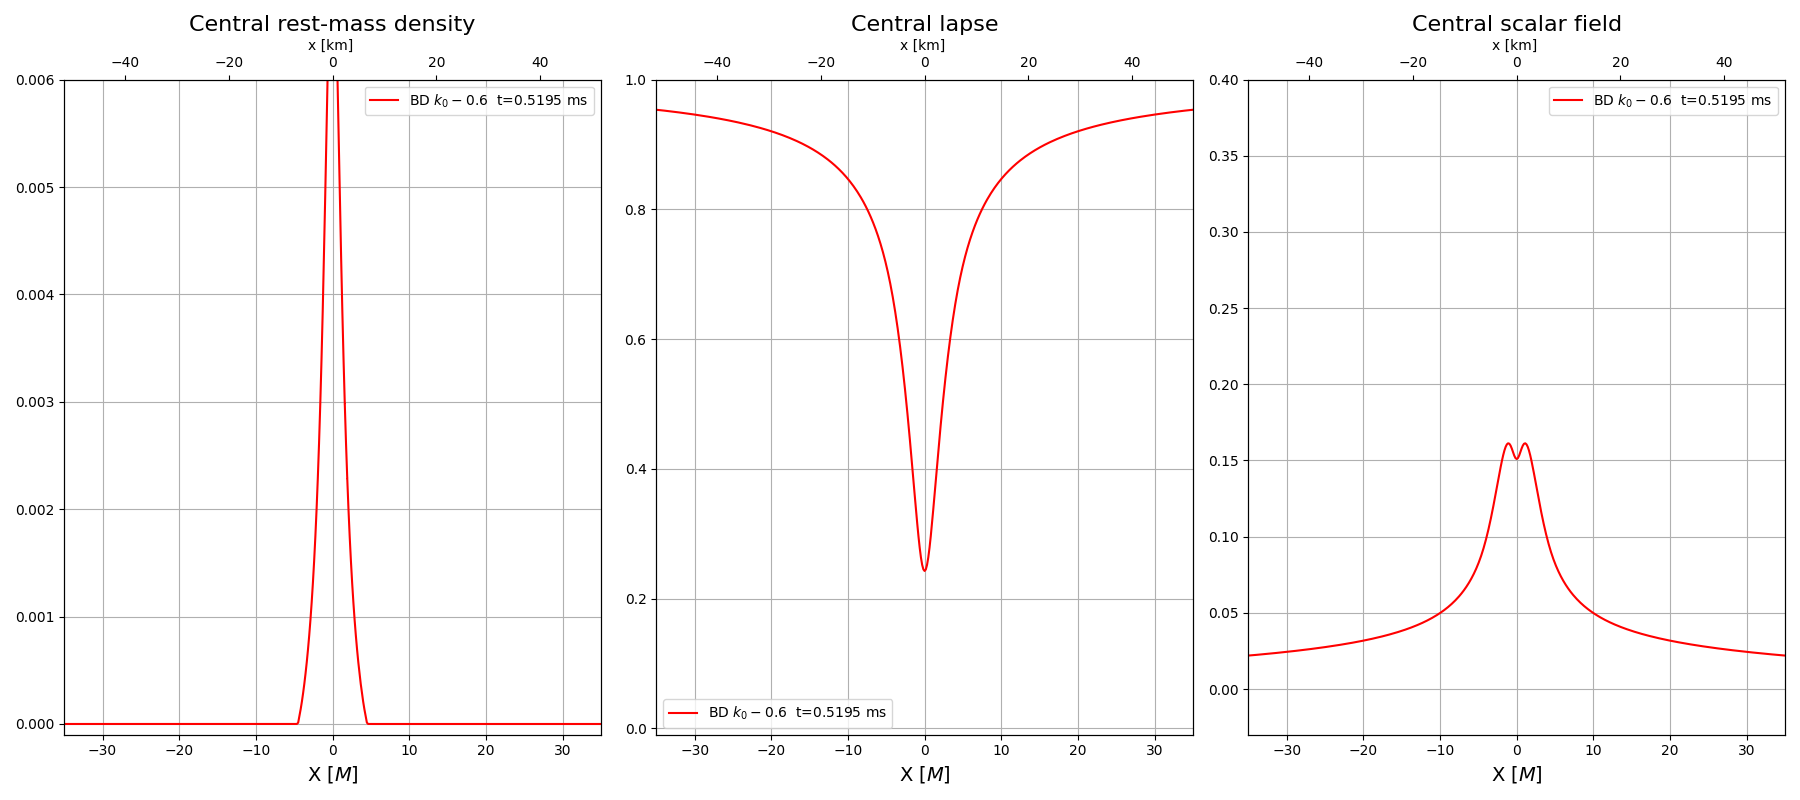 Central rest-mass density
x [km]
−40 −20 0 20 40
0.006
0.005
0.004
0.003
0.002
0.001
0.000
BD k₀ − 0.6 t=0.5195 ms
−30 −20 −10 0 10 20 30
X [M]
Central lapse
x [km]
−40 −20 0 20 40
1.0
0.8
0.6
0.4
0.2
0.0
BD k₀ − 0.6 t=0.5195 ms
−30 −20 −10 0 10 20 30
X [M]
Central scalar field
x [km]
−40 −20 0 20 40
0.40
0.35
0.30
0.25
0.20
0.15
0.10
0.05
0.00
BD k₀ − 0.6 t=0.5195 ms
−30 −20 −10 0 10 20 30
X [M]